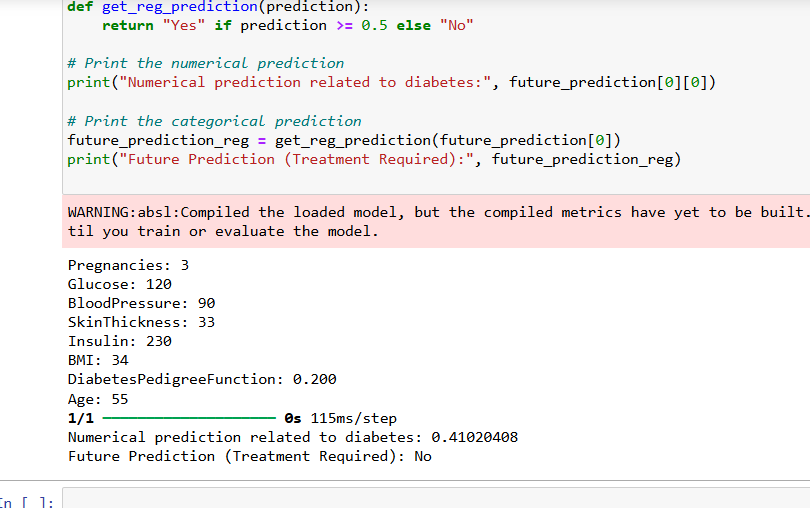 def get_reg_prediction(prediction):
    return "Yes" if prediction >= 0.5 else "No"
# Print the numerical prediction
print("Numerical prediction related to diabetes:", future_prediction[0][0])
# Print the categorical prediction
future_prediction_reg = get_reg_prediction(future_prediction[0])
print("Future Prediction (Treatment Required):", future_prediction_reg)
WARNING:absl:Compiled the loaded model, but the compiled metrics have yet to be built.
til you train or evaluate the model.
Pregnancies: 3
Glucose: 120
BloodPressure: 90
SkinThickness: 33
Insulin: 230
BMI: 34
DiabetesPedigreeFunction: 0.200
Age: 55
1/1 0s 115ms/step
Numerical prediction related to diabetes: 0.41020408
Future Prediction (Treatment Required): No
In [ ]: